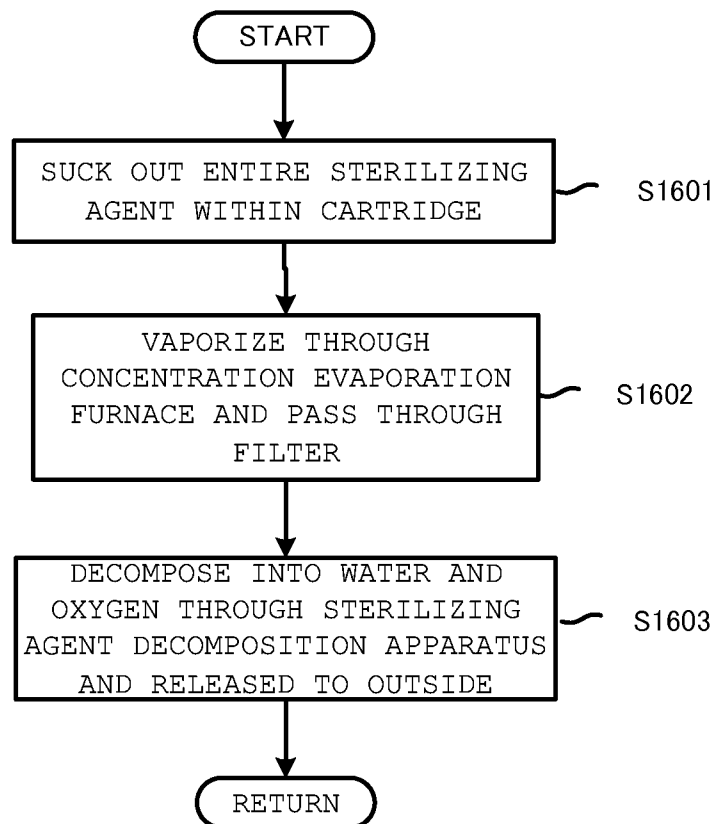 START
SUCK OUT ENTIRE STERILIZING
AGENT WITHIN CARTRIDGE
S1601
VAPORIZE THROUGH
CONCENTRATION EVAPORATION
FURNACE AND PASS THROUGH
FILTER
S1602
DECOMPOSE INTO WATER AND
OXYGEN THROUGH STERILIZING
AGENT DECOMPOSITION APPARATUS
AND RELEASED TO OUTSIDE
S1603
RETURN